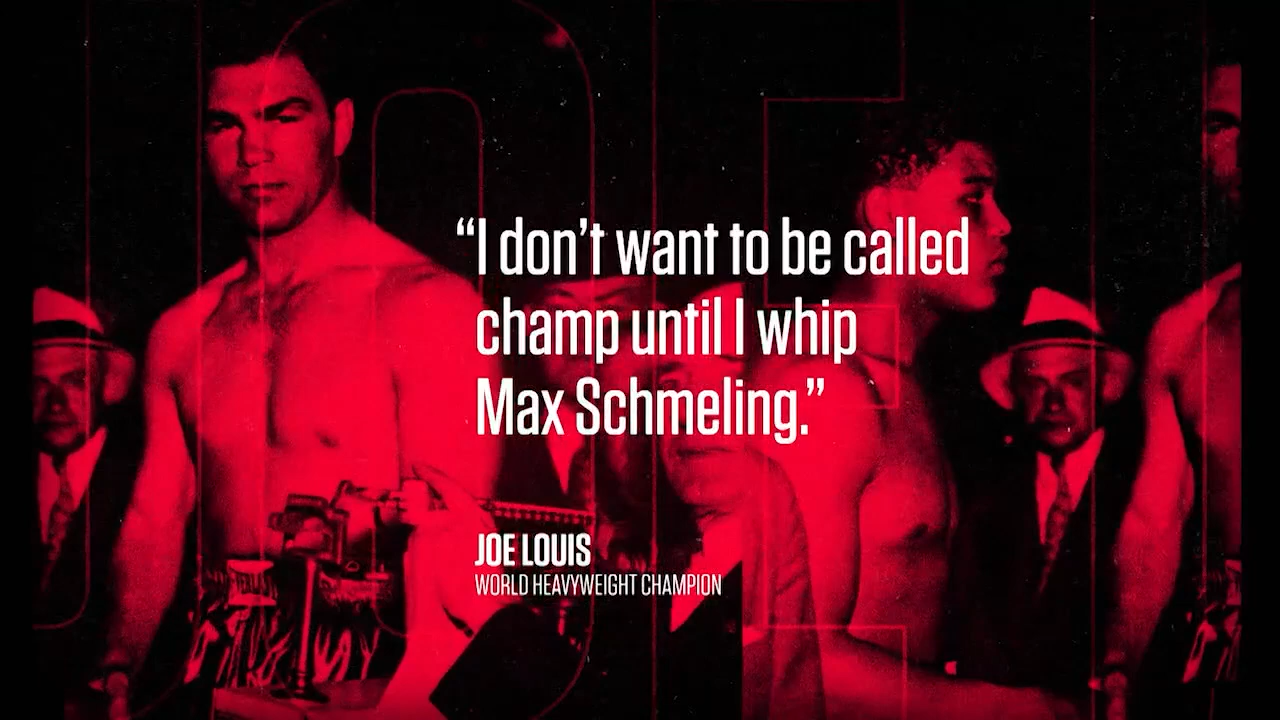 “I don’t want to be called
champ until I whip
Max Schmeling.”
JOE LOUIS
WORLD HEAVYWEIGHT CHAMPION